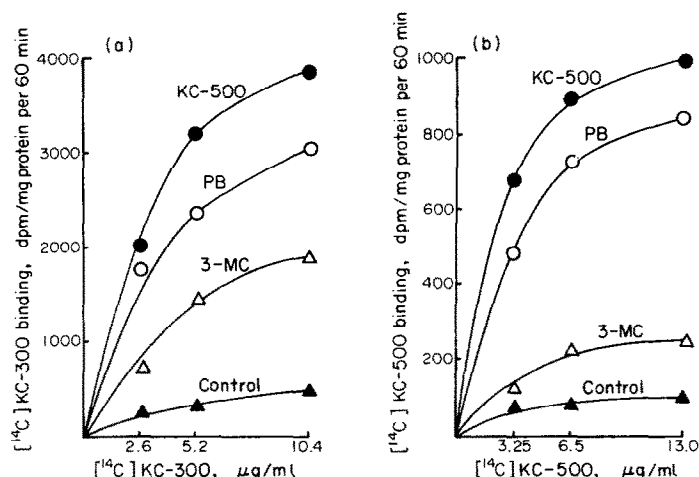 (a)
[14C] KC-300 binding, dpm/mg protein per 60 min
4000
3000
2000
1000
KC-500
PB
3-MC
Control
2.6 5.2 10.4
[14C] KC-300, µg/ml
(b)
[14C] KC-500 binding, dpm/mg protein per 60 min
1000
800
600
400
200
KC-500
PB
3-MC
Control
3.25 6.5 13.0
[14C] KC-500, µg/ml